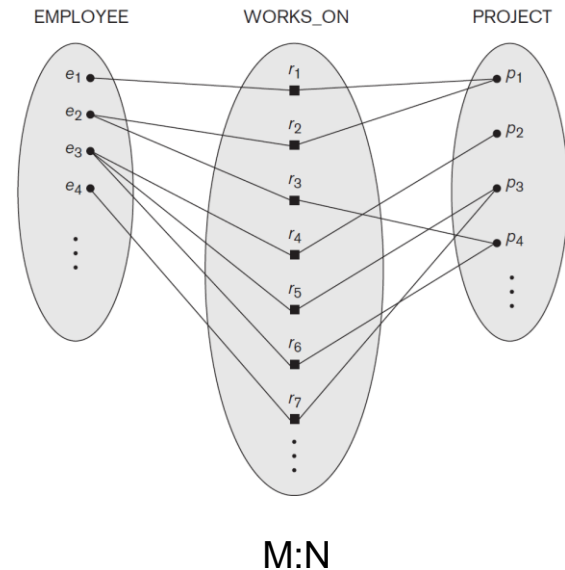 EMPLOYEE WORKS_ON PROJECT
e1 r1 p1
e2 r2 p2
e3 r3 p3
e4 r4 p4
r5
r6
r7
M:N